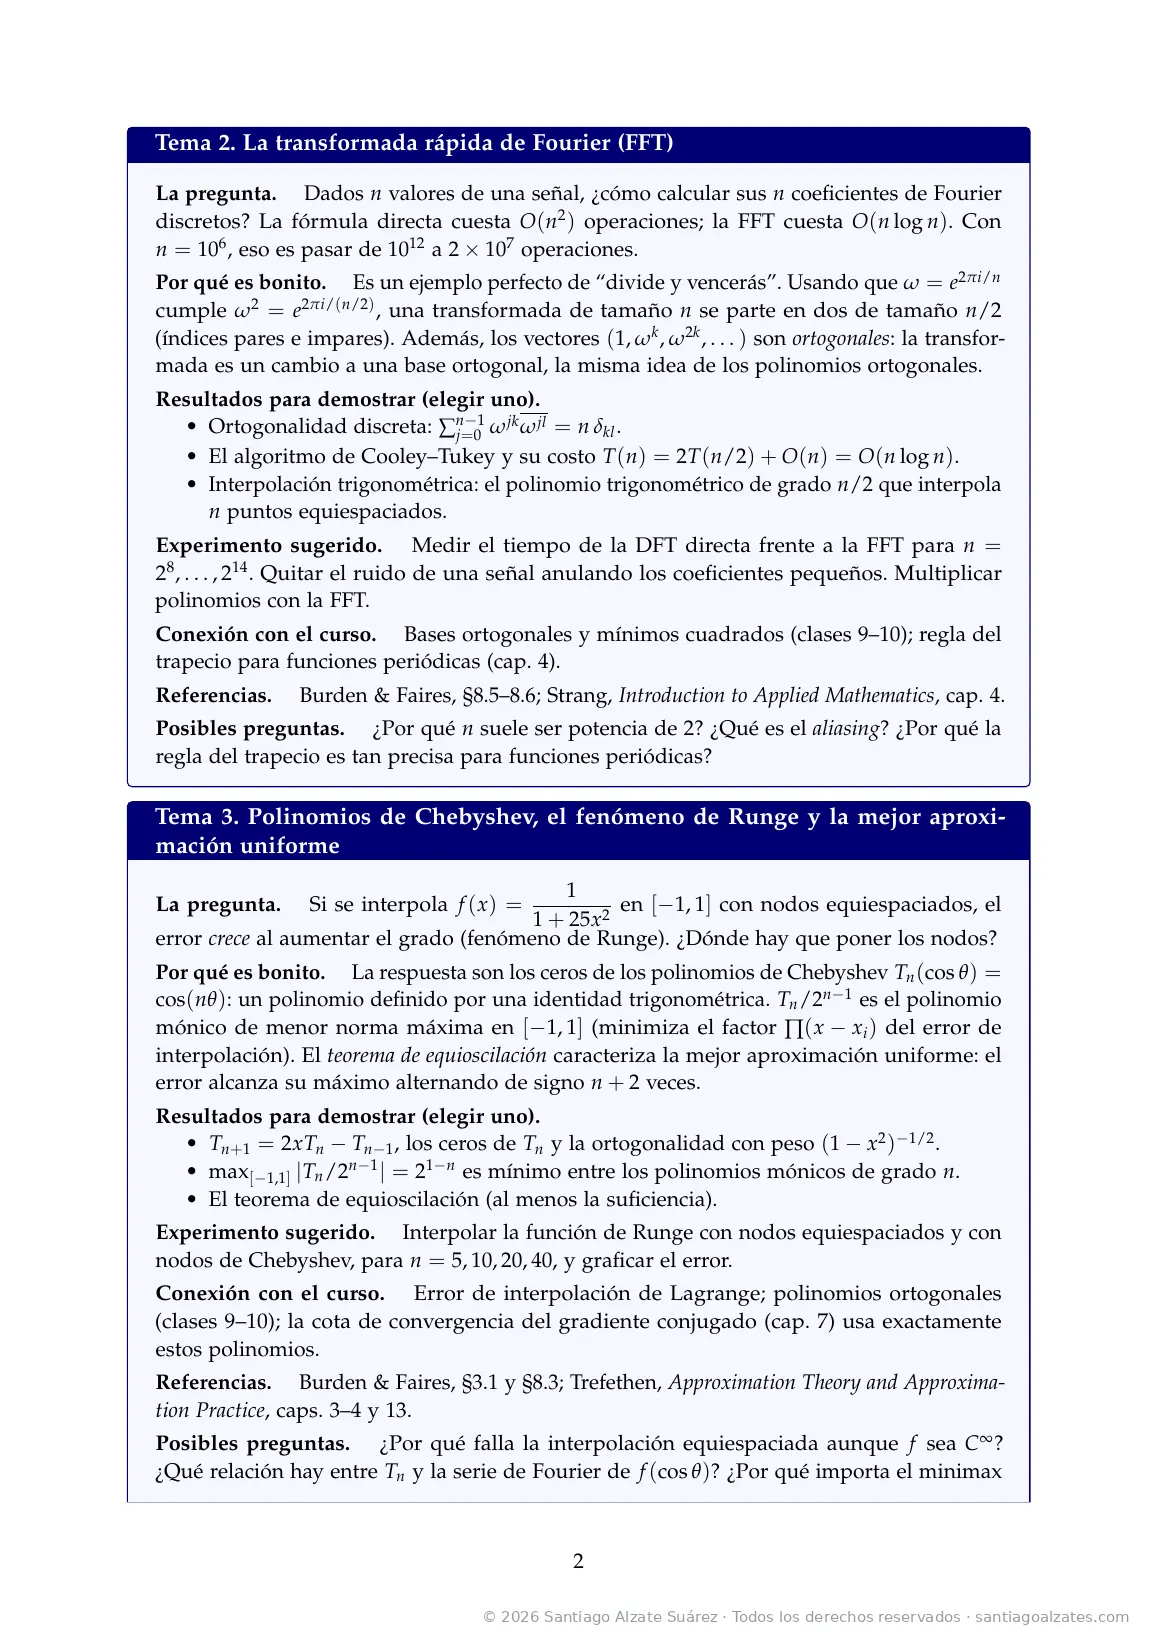 Tema 2. La transformada rápida de Fourier (FFT)
La pregunta. Dados n valores de una señal, ¿cómo calcular sus n coeficientes de Fourier
discretos? La fórmula directa cuesta O(n²) operaciones; la FFT cuesta O(n log n). Con
n = 10⁶, eso es pasar de 10¹² a 2 × 10⁷ operaciones.
Por qué es bonito. Es un ejemplo perfecto de “divide y vencerás”. Usando que ω = e^{2πi/n}
cumple ω² = e^{2πi/(n/2)}, una transformada de tamaño n se parte en dos de tamaño n/2
(índices pares e impares). Además, los vectores (1, ω^k, ω^{2k}, . . . ) son ortogonales: la transfor-
mada es un cambio a una base ortogonal, la misma idea de los polinomios ortogonales.
Resultados para demostrar (elegir uno).
• Ortogonalidad discreta: ∑_{j=0}^{n−1} ω^{jk} \overline{ω^{jl}} = n δ_{kl}.
• El algoritmo de Cooley–Tukey y su costo T(n) = 2T(n/2) + O(n) = O(n log n).
• Interpolación trigonométrica: el polinomio trigonométrico de grado n/2 que interpola
n puntos equiespaciados.
Experimento sugerido. Medir el tiempo de la DFT directa frente a la FFT para n =
2⁸, . . . , 2¹⁴. Quitar el ruido de una señal anulando los coeficientes pequeños. Multiplicar
polinomios con la FFT.
Conexión con el curso. Bases ortogonales y mínimos cuadrados (clases 9–10); regla del
trapecio para funciones periódicas (cap. 4).
Referencias. Burden & Faires, §8.5–8.6; Strang, Introduction to Applied Mathematics, cap. 4.
Posibles preguntas. ¿Por qué n suele ser potencia de 2? ¿Qué es el aliasing? ¿Por qué la
regla del trapecio es tan precisa para funciones periódicas?
Tema 3. Polinomios de Chebyshev, el fenómeno de Runge y la mejor aproxi-
mación uniforme
La pregunta. Si se interpola f(x) = \frac{1}{1 + 25x²} en [−1, 1] con nodos equiespaciados, el
error crece al aumentar el grado (fenómeno de Runge). ¿Dónde hay que poner los nodos?
Por qué es bonito. La respuesta son los ceros de los polinomios de Chebyshev T_n(cos θ) =
cos(nθ): un polinomio definido por una identidad trigonométrica. T_n/2^{n−1} es el polinomio
mónico de menor norma máxima en [−1, 1] (minimiza el factor ∏(x − x_i) del error de
interpolación). El teorema de equioscilación caracteriza la mejor aproximación uniforme: el
error alcanza su máximo alternando de signo n + 2 veces.
Resultados para demostrar (elegir uno).
• T_{n+1} = 2xT_n − T_{n−1}, los ceros de T_n y la ortogonalidad con peso (1 − x²)^{−1/2}.
• max_{[−1,1]} |T_n/2^{n−1}| = 2^{1−n} es mínimo entre los polinomios mónicos de grado n.
• El teorema de equioscilación (al menos la suficiencia).
Experimento sugerido. Interpolar la función de Runge con nodos equiespaciados y con
nodos de Chebyshev, para n = 5, 10, 20, 40, y graficar el error.
Conexión con el curso. Error de interpolación de Lagrange; polinomios ortogonales
(clases 9–10); la cota de convergencia del gradiente conjugado (cap. 7) usa exactamente
estos polinomios.
Referencias. Burden & Faires, §3.1 y §8.3; Trefethen, Approximation Theory and Approxima-
tion Practice, caps. 3–4 y 13.
Posibles preguntas. ¿Por qué falla la interpolación equiespaciada aunque f sea C^∞?
¿Qué relación hay entre T_n y la serie de Fourier de f(cos θ)? ¿Por qué importa el minimax
2
© 2026 Santiago Alzate Suárez · Todos los derechos reservados · santiagoalzates.com